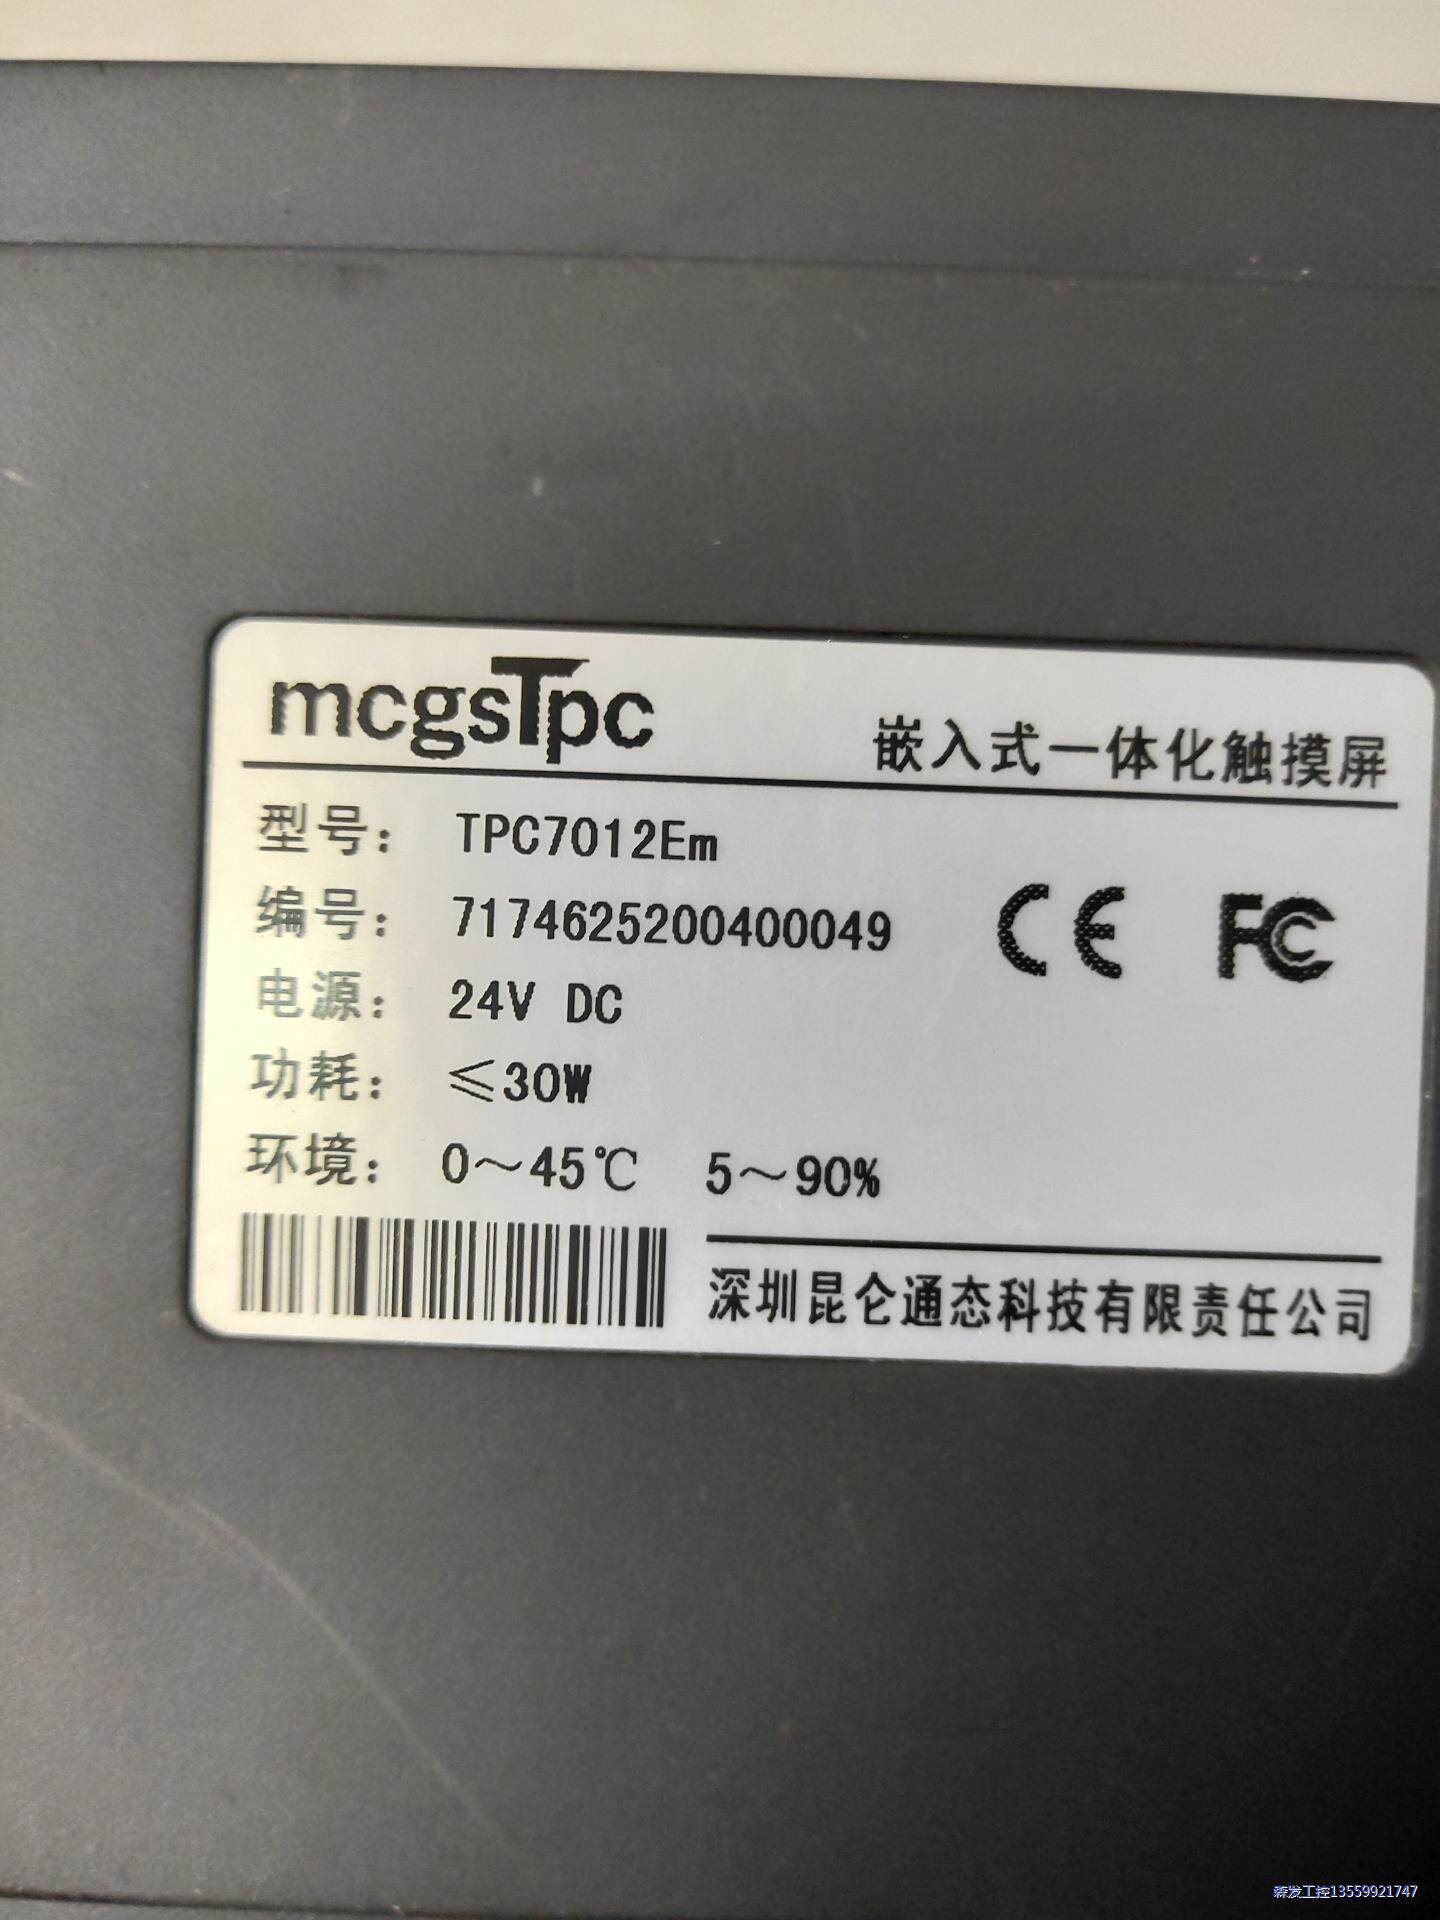 mcgsTpc
嵌入式一体化触摸屏
型号： TPC7012Em
编号： 7174625200400049
电源： 24V DC
功耗： ≤30W
环境： 0～45℃ 5～90%
CE FC
深圳昆仑通态科技有限责任公司
森发工控13559921747